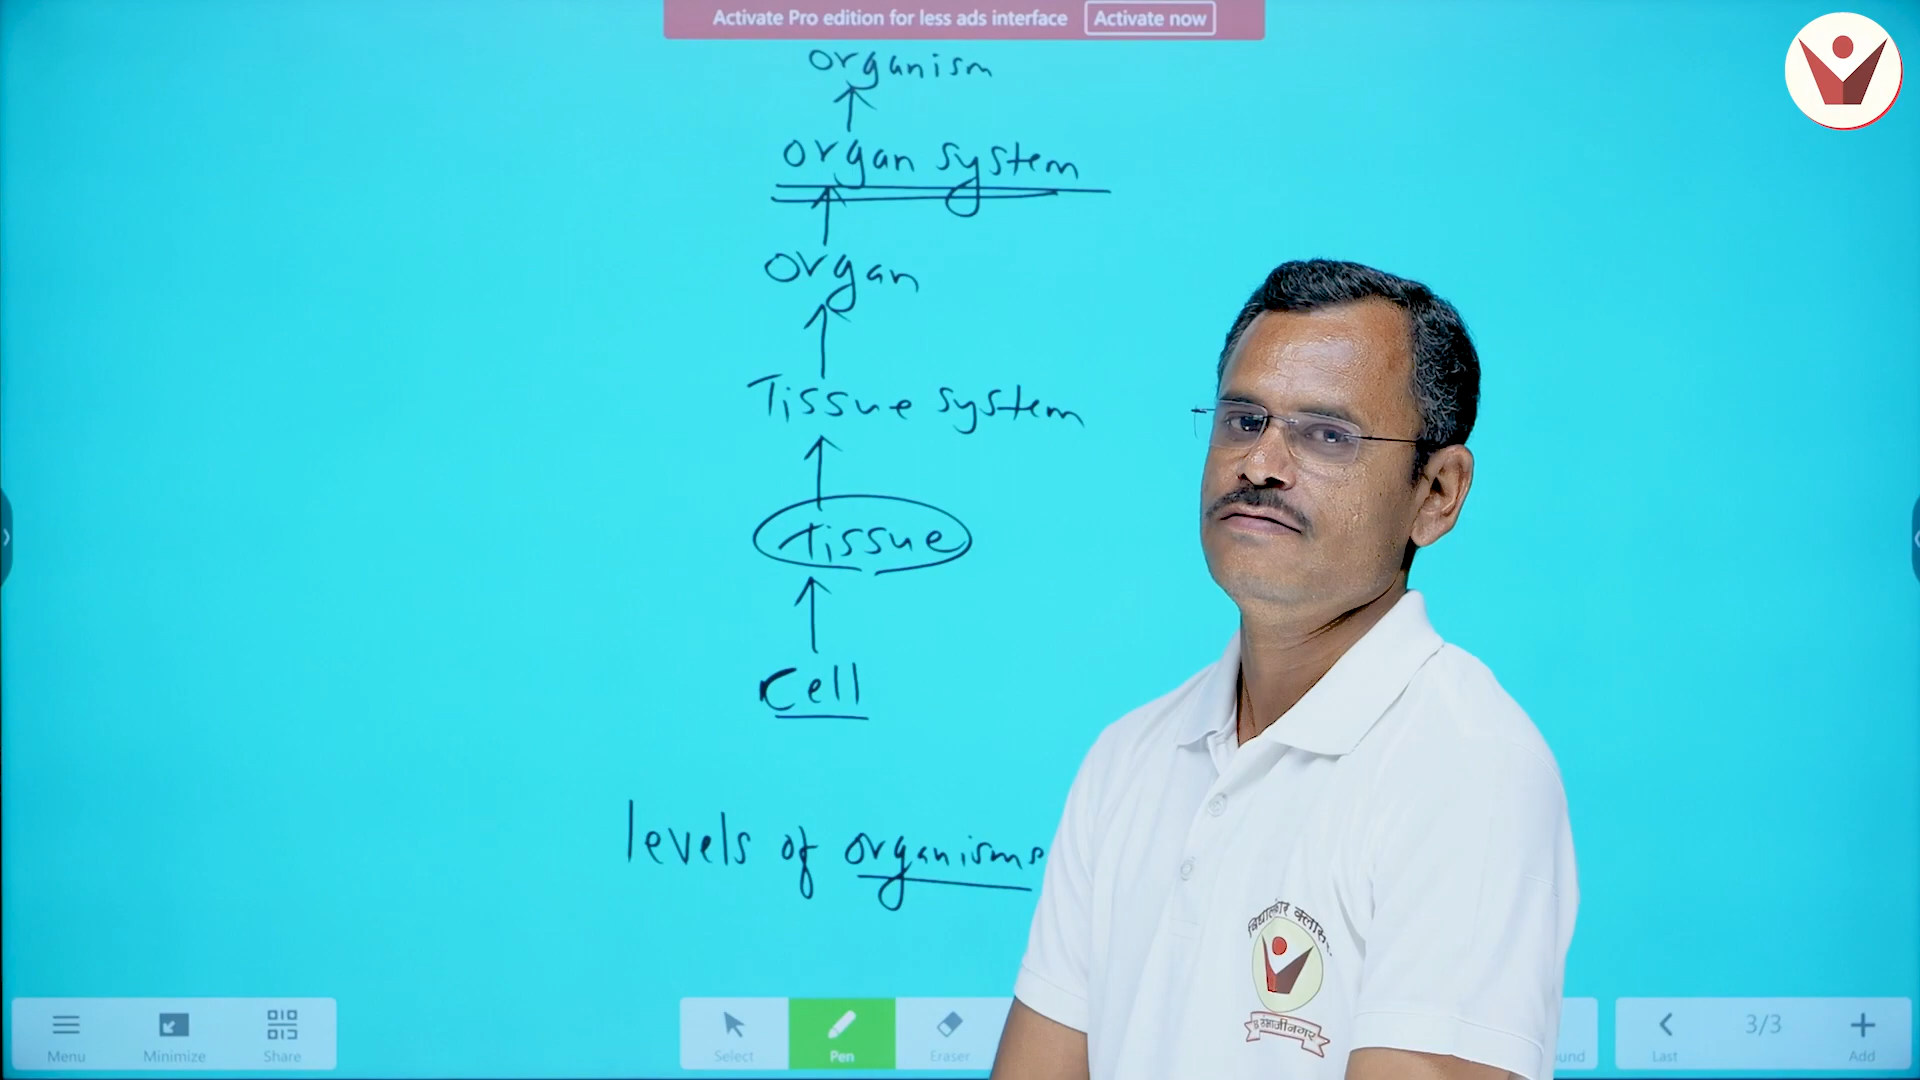 Activate Pro edition for less ads interface Activate now
organism
organ system
organ
Tissue system
Tissue
Cell
levels of organisms
विद्यालंकार क्लासेस
Menu
Minimize
Share
Select
Pen
Eraser
Last
3/3
Add